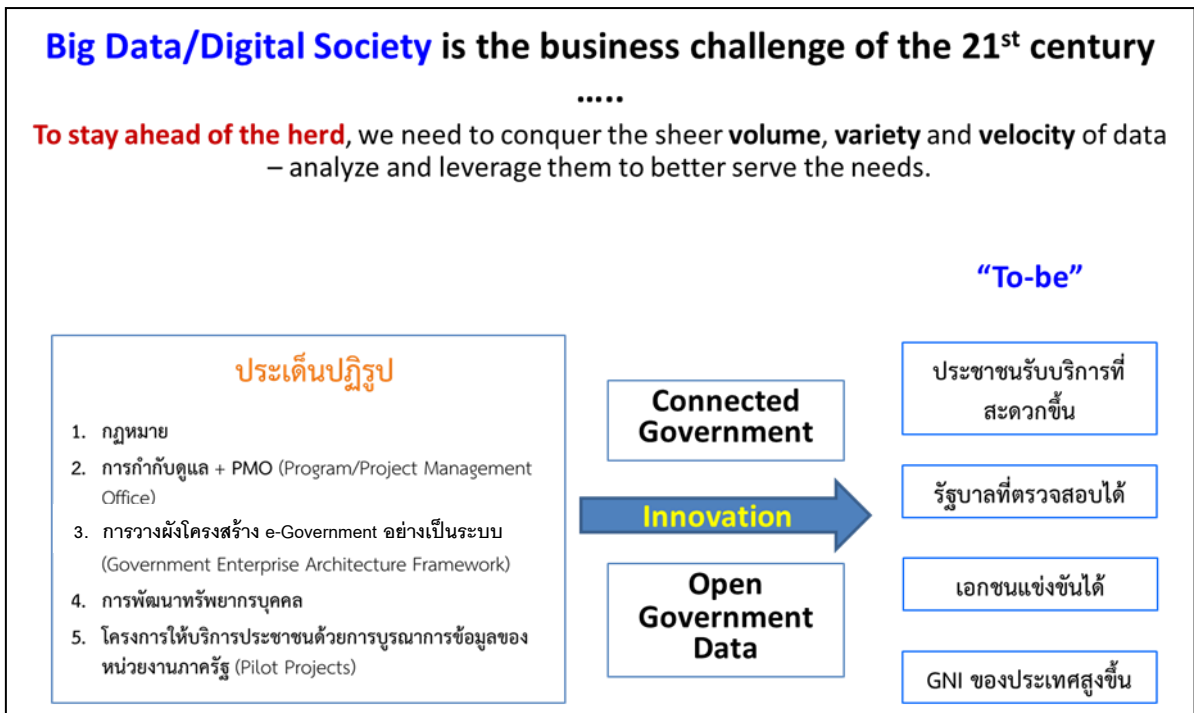 Big Data/Digital Society is the business challenge of the 21st century
.....
To stay ahead of the herd, we need to conquer the sheer volume, variety and velocity of data
– analyze and leverage them to better serve the needs.
“To-be”
ประเด็นปฏิรูป
1. กฎหมาย
2. การกำกับดูแล + PMO (Program/Project Management
Office)
3. การวางผังโครงสร้าง e-Government อย่างเป็นระบบ
(Government Enterprise Architecture Framework)
4. การพัฒนาทรัพยากรบุคคล
5. โครงการให้บริการประชาชนด้วยการบูรณาการข้อมูลของ
หน่วยงานภาครัฐ (Pilot Projects)
Connected
Government
Innovation
Open
Government
Data
ประชาชนรับบริการที่
สะดวกขึ้น
รัฐบาลที่ตรวจสอบได้
เอกชนแข่งขันได้
GNI ของประเทศสูงขึ้น